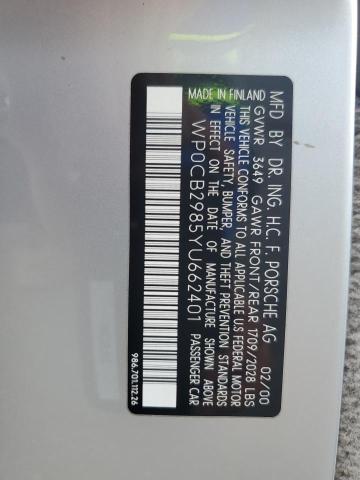 MFD BY DR. ING. H.C. F. PORSCHE AG 02/00
GVWR 3649 GAWR FRONT/REAR 1709/2028 LBS
THIS VEHICLE CONFORMS TO ALL APPLICABLE US FEDERAL MOTOR
VEHICLE SAFETY, BUMPER, AND THEFT PREVENTION STANDARDS
IN EFFECT ON THE DATE OF MANUFACTURE SHOWN ABOVE
WP0CB2985YU662401 PASSENGER CAR
MADE IN FINLAND 986.701.112.26